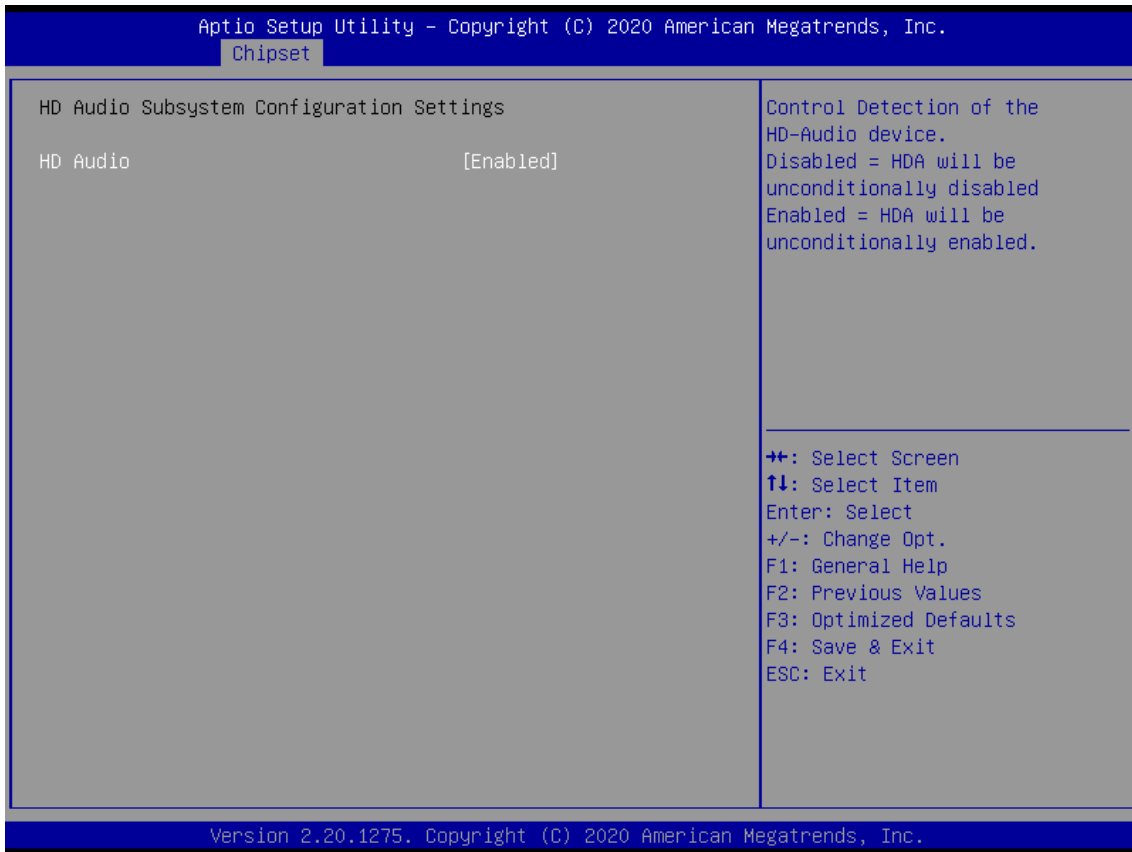 Aptio Setup Utility – Copyright (C) 2020 American Megatrends, Inc.
Chipset
HD Audio Subsystem Configuration Settings
HD Audio [Enabled]
Control Detection of the
HD-Audio device.
Disabled = HDA will be
unconditionally disabled
Enabled = HDA will be
unconditionally enabled.
→←: Select Screen
↑↓: Select Item
Enter: Select
+/-: Change Opt.
F1: General Help
F2: Previous Values
F3: Optimized Defaults
F4: Save & Exit
ESC: Exit
Version 2.20.1275. Copyright (C) 2020 American Megatrends, Inc.